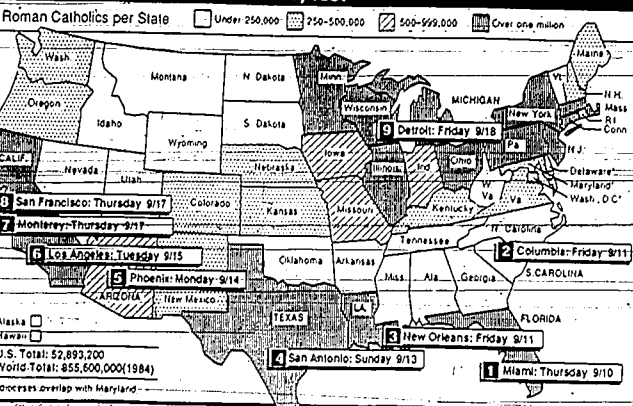 Roman Catholics per State
Under 250,000
250-500,000
500-999,000
Over one million
Wash.
Oregon
Idaho
Montana
N Dakota
S. Dakota
Wyoming
Nevada
Utah
CALIF.
Colorado
Nebraska
Kansas
Minn.
Wisconsin
MICHIGAN
Iowa
Illinois
Ind
Ohio
Missouri
Kentucky
W Va
Va
Pa
New York
Vt
Maine
N H.
Mass
RI
Conn
N J
Delaware*
Maryland*
Wash, D C*
N. Carolina
S.CAROLINA
Tennessee
Arkansas
Oklahoma
TEXAS
LA.
Miss.
Ala
Georgia
FLORIDA
ARIZONA
New Mexico
9 Detroit: Friday 9/18
8 San Francisco: Thursday 9/17
7 Monterey: Thursday 9/17
6 Los Angeles: Tuesday 9/15
5 Phoenix: Monday 9/14
2 Columbia: Friday 9/11
3 New Orleans: Friday 9/11
4 San Antonio: Sunday 9/13
1 Miami: Thursday 9/10
Alaska
Hawaii
U.S. Total: 52,893,200
World-Total: 855,600,000(1984)
dioceses overlap with Maryland